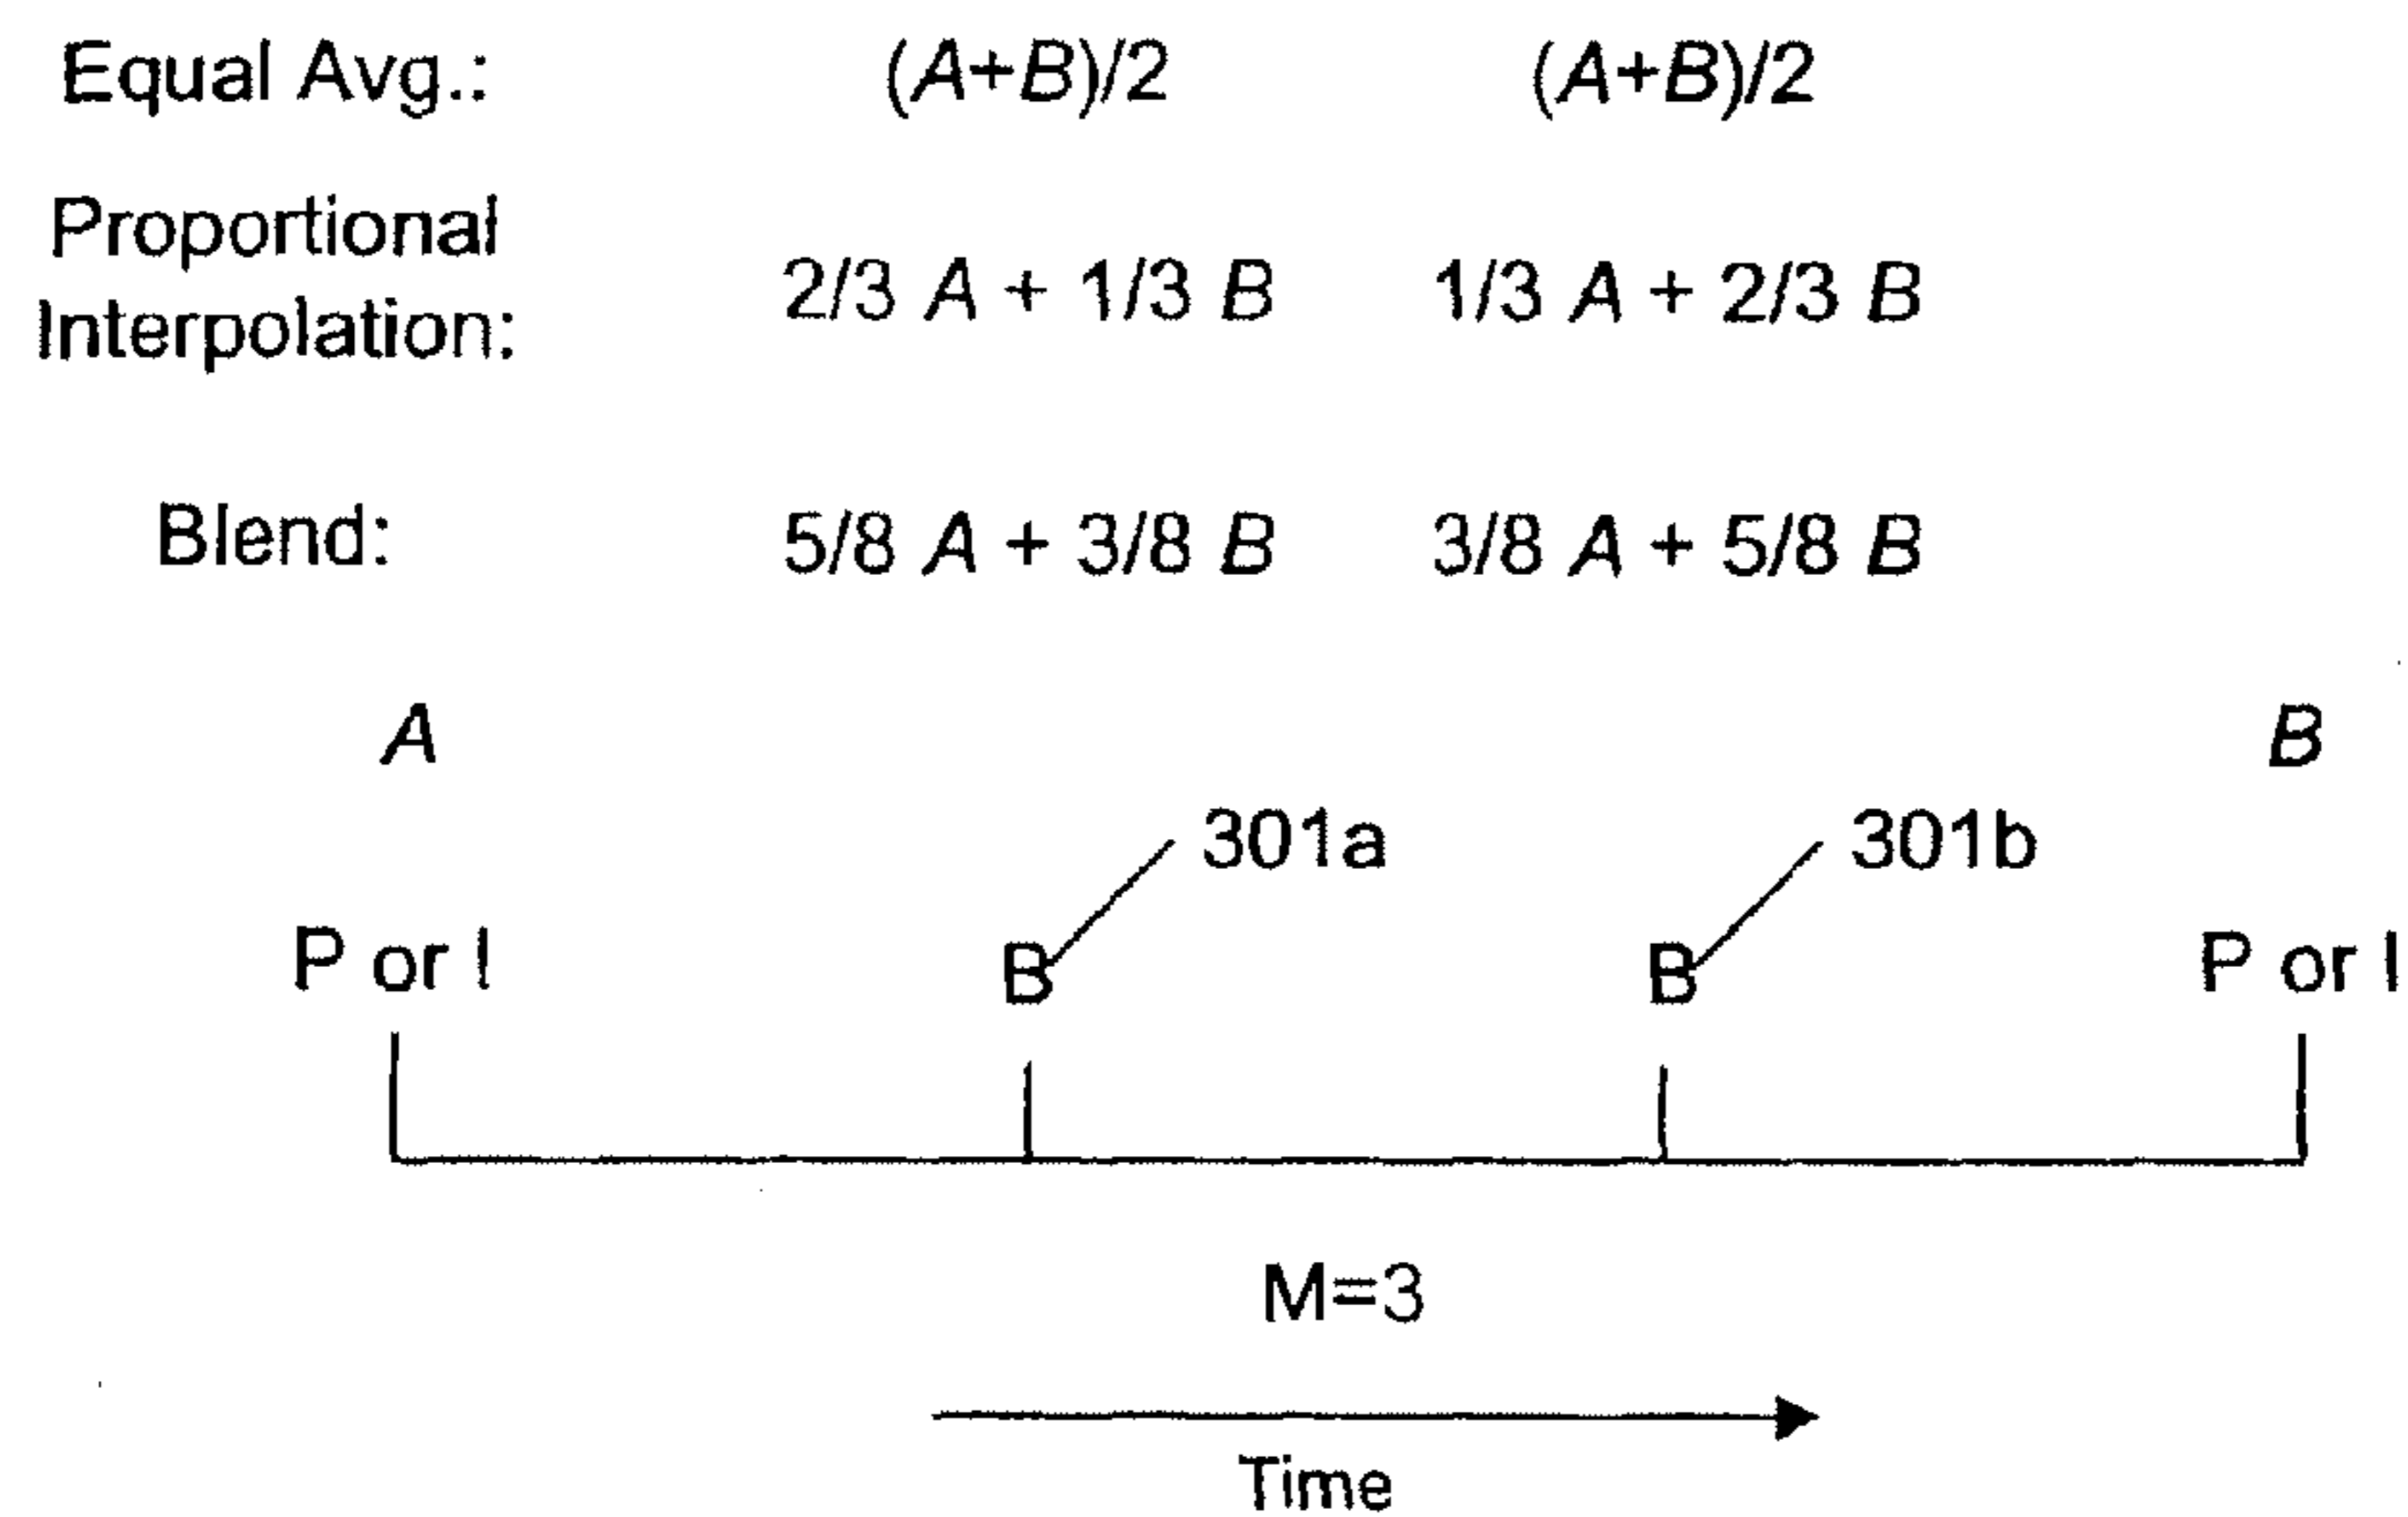 Equal Avg.: (A+B)/2 (A+B)/2
Proportional
Interpolation: 2/3 A + 1/3 B 1/3 A + 2/3 B
Blend: 5/8 A + 3/8 B 3/8 A + 5/8 B
A B
301a 301b
P or I B B P or I
M=3
Time